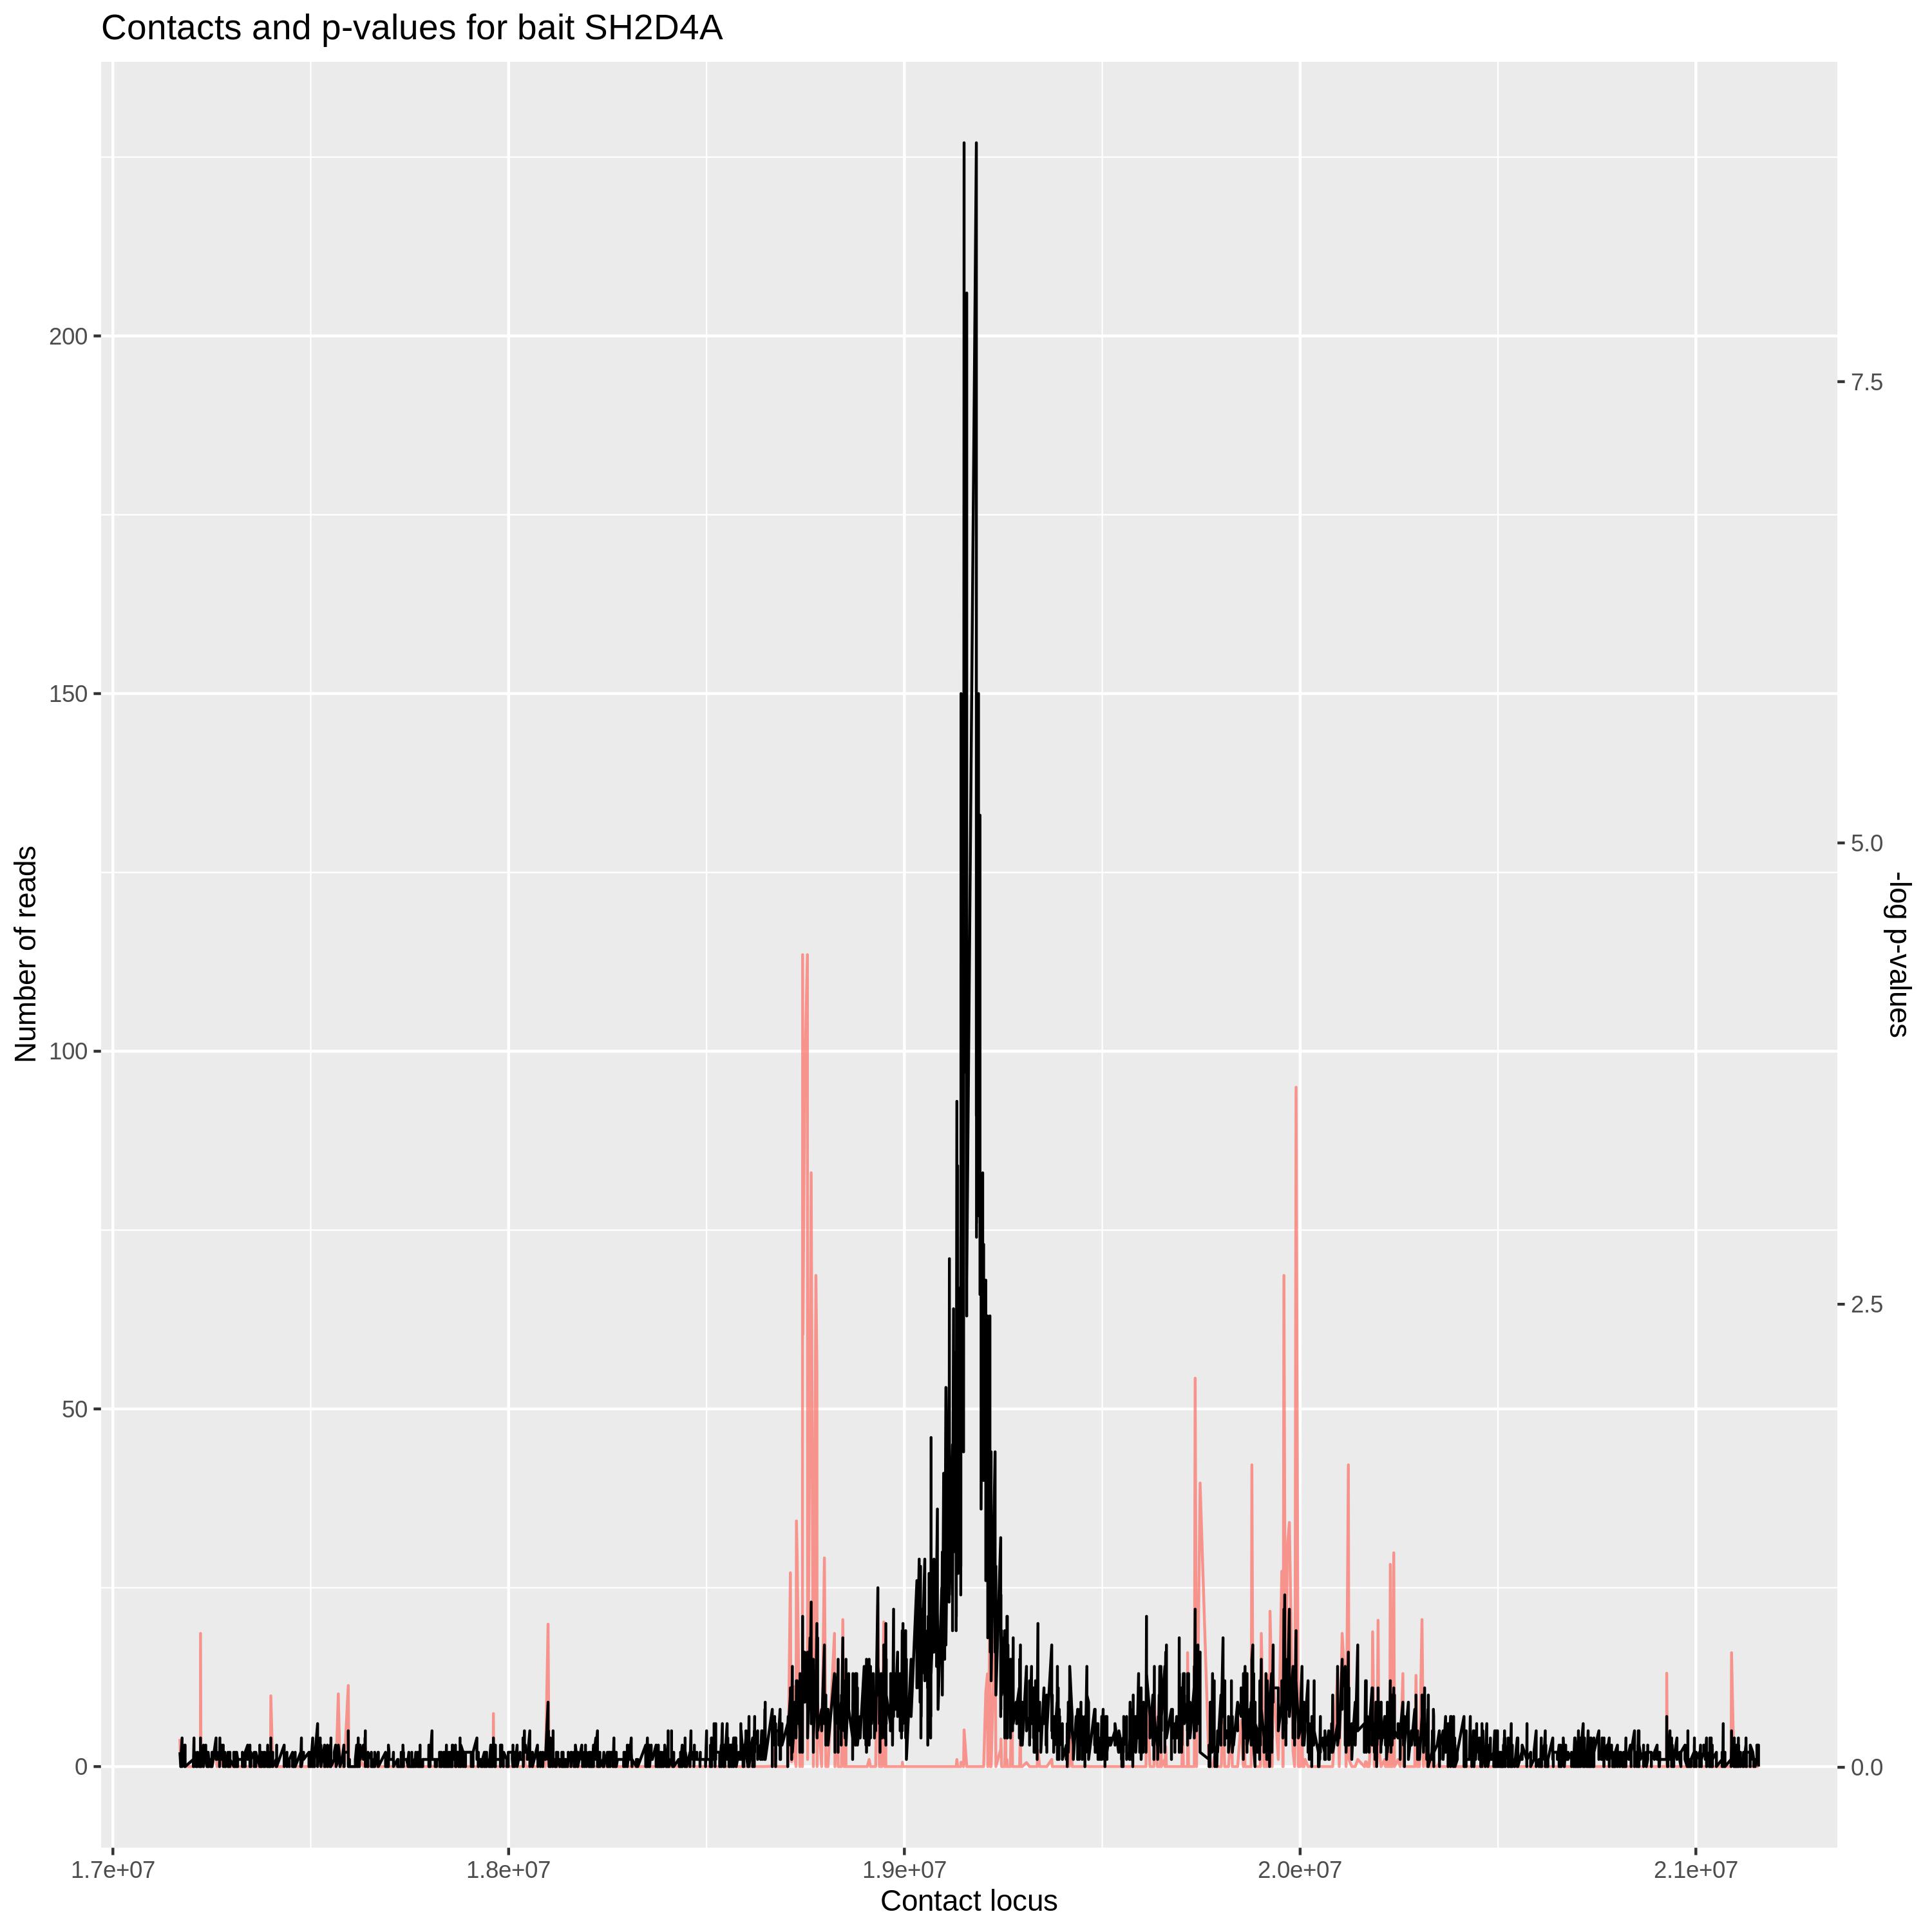 Contacts and p-values for bait SH2D4A
200
150
100
50
0
Number of reads
7.5
5.0
2.5
0.0
-log p-values
1.7e+07
1.8e+07
1.9e+07
2.0e+07
2.1e+07
Contact locus